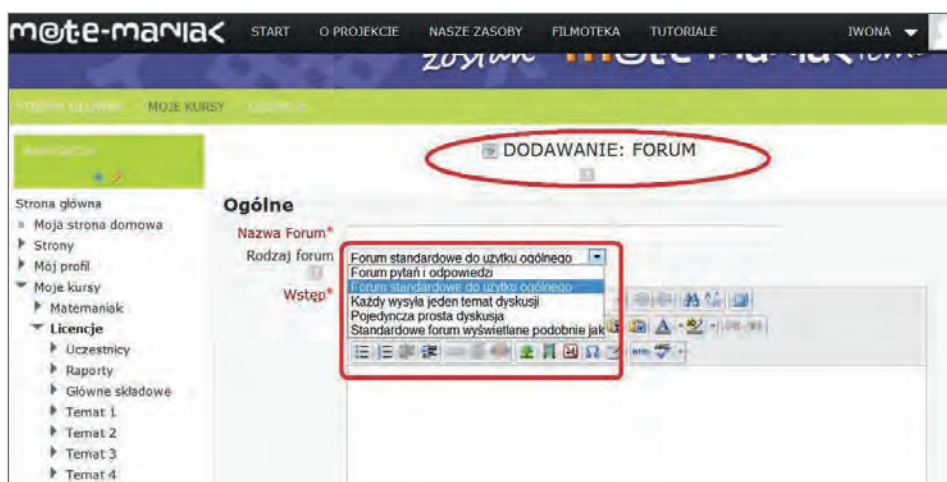 m@te-maniak START O PROJEKCIE NASZE ZASOBY FILMOTEKA TUTORIALE IWONA
zostań
MOJE KURSY
DODAWANIE: FORUM
Strona główna
Moja strona domowa
Strony
Mój profil
Moje kursy
Matemaniak
Licencje
Uczestnicy
Raporty
Główne składowe
Temat 1
Temat 2
Temat 3
Temat 4
Ogólne
Nazwa Forum*
Rodzaj forum
Forum standardowe do użytku ogólnego
Forum pytań i odpowiedzi
Forum standardowe do użytku ogólnego
Każdy wysyła jeden temat dyskusji
Pojedyncza prosta dyskusja
Standardowe forum wyświetlane podobnie jak
Wstęp*